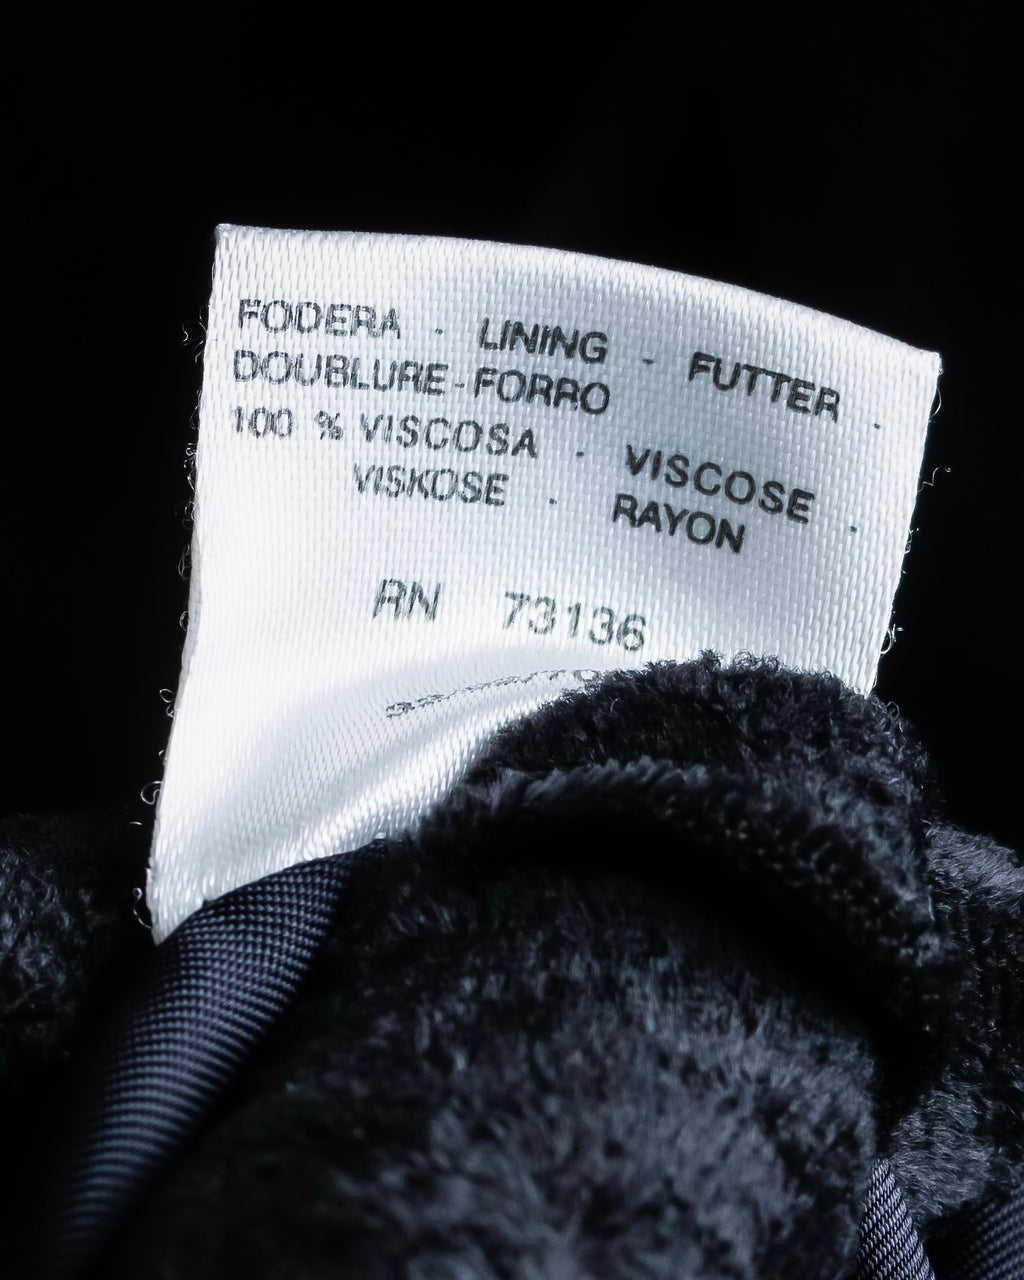 FODERA - LINING - FUTTER -
DOUBLURE - FORRO
100 % VISCOSA - VISCOSE -
VISKOSE - RAYON
RN 73136